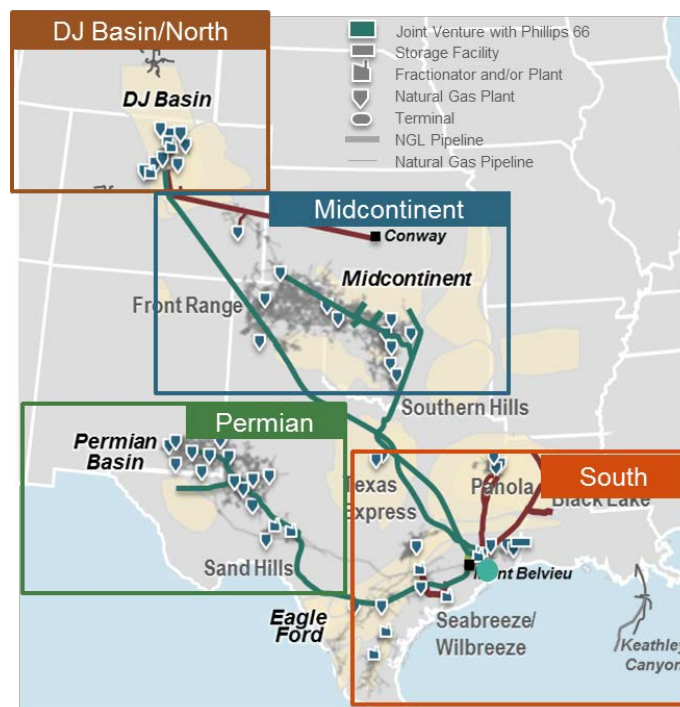 DJ Basin/North
Joint Venture with Phillips 66
Storage Facility
Fractionator and/or Plant
Natural Gas Plant
Terminal
NGL Pipeline
Natural Gas Pipeline
DJ Basin
Midcontinent
Conway
Midcontinent
Front Range
Southern Hills
Permian
Permian
Basin
Sand Hills
Texas
Express
South
Panola
Black Lake
Mont Belvieu
Eagle
Ford
Seabreeze/
Wilbreeze
Keathley
Canyon